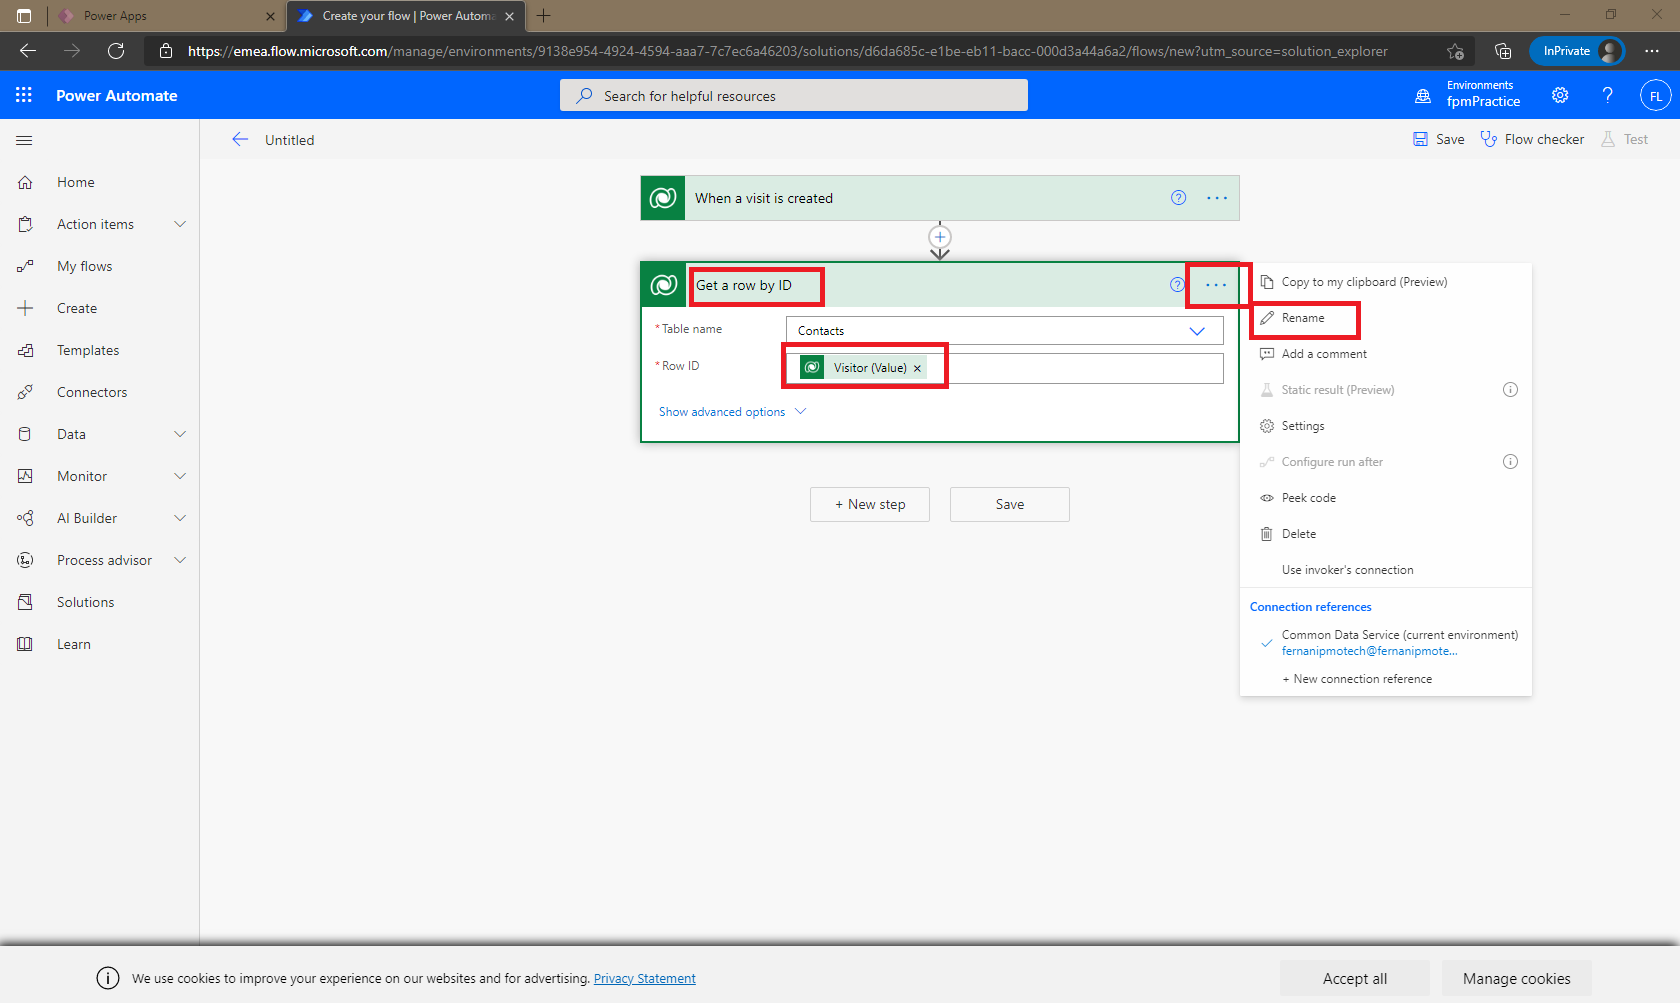 Power Apps
Create your flow | Power Automa
https://emea.flow.microsoft.com/manage/environments/9138e954-4924-4594-aaa7-7c7ec6a46203/solutions/d6da685c-e1be-eb11-bacc-000d3a44a6a2/flows/new?utm_source=solution_explorer
InPrivate
Power Automate
Search for helpful resources
Environments
fpmPractice
?
FL
Untitled
Save
Flow checker
Test
Home
Action items
My flows
Create
Templates
Connectors
Data
Monitor
AI Builder
Process advisor
Solutions
Learn
When a visit is created
?
Get a row by ID
?
* Table name
Contacts
* Row ID
Visitor (Value) ×
Show advanced options
+ New step
Save
Copy to my clipboard (Preview)
Rename
Add a comment
Static result (Preview)
Settings
Configure run after
Peek code
Delete
Use invoker's connection
Connection references
Common Data Service (current environment)
fernanipmotech@fernanipmote...
+ New connection reference
We use cookies to improve your experience on our websites and for advertising. Privacy Statement
Accept all
Manage cookies